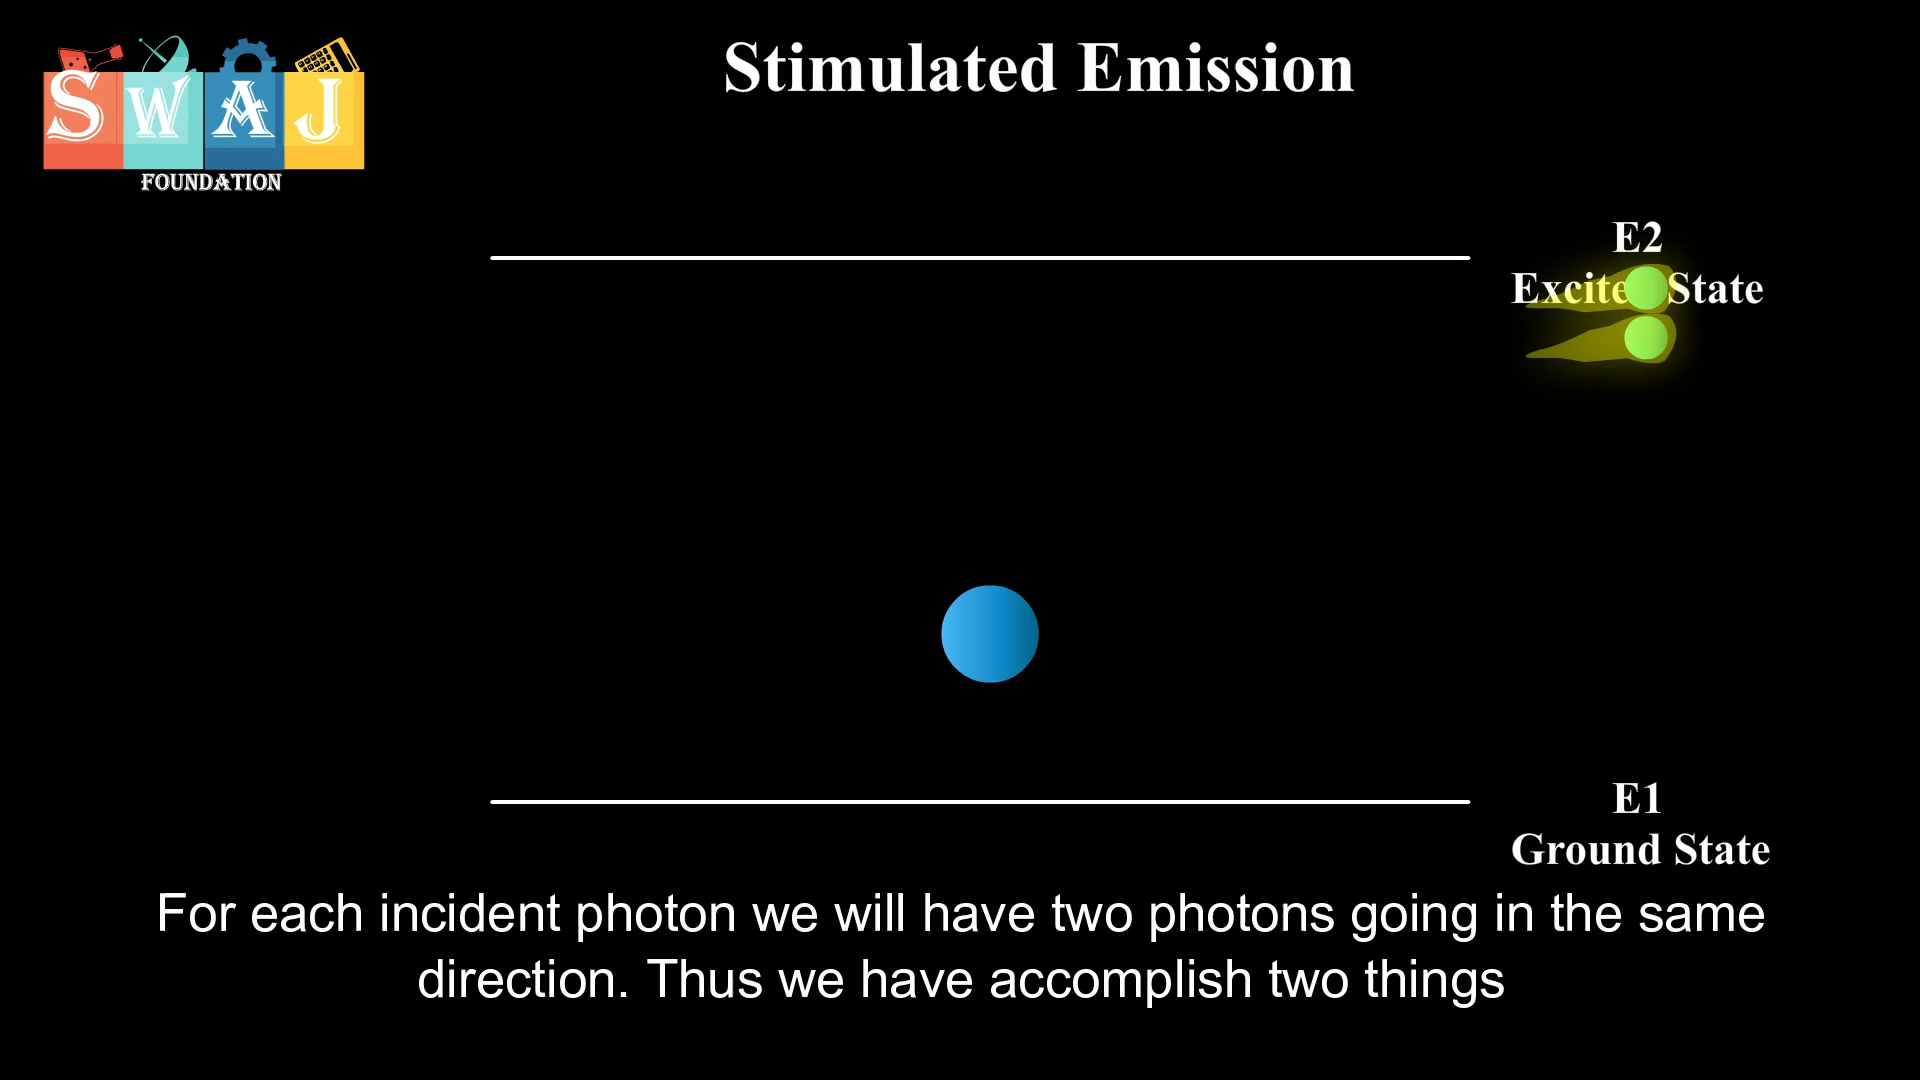 SWAJ
FOUNDATION
Stimulated Emission
E2
Excited State
E1
Ground State
For each incident photon we will have two photons going in the same
direction. Thus we have accomplish two things